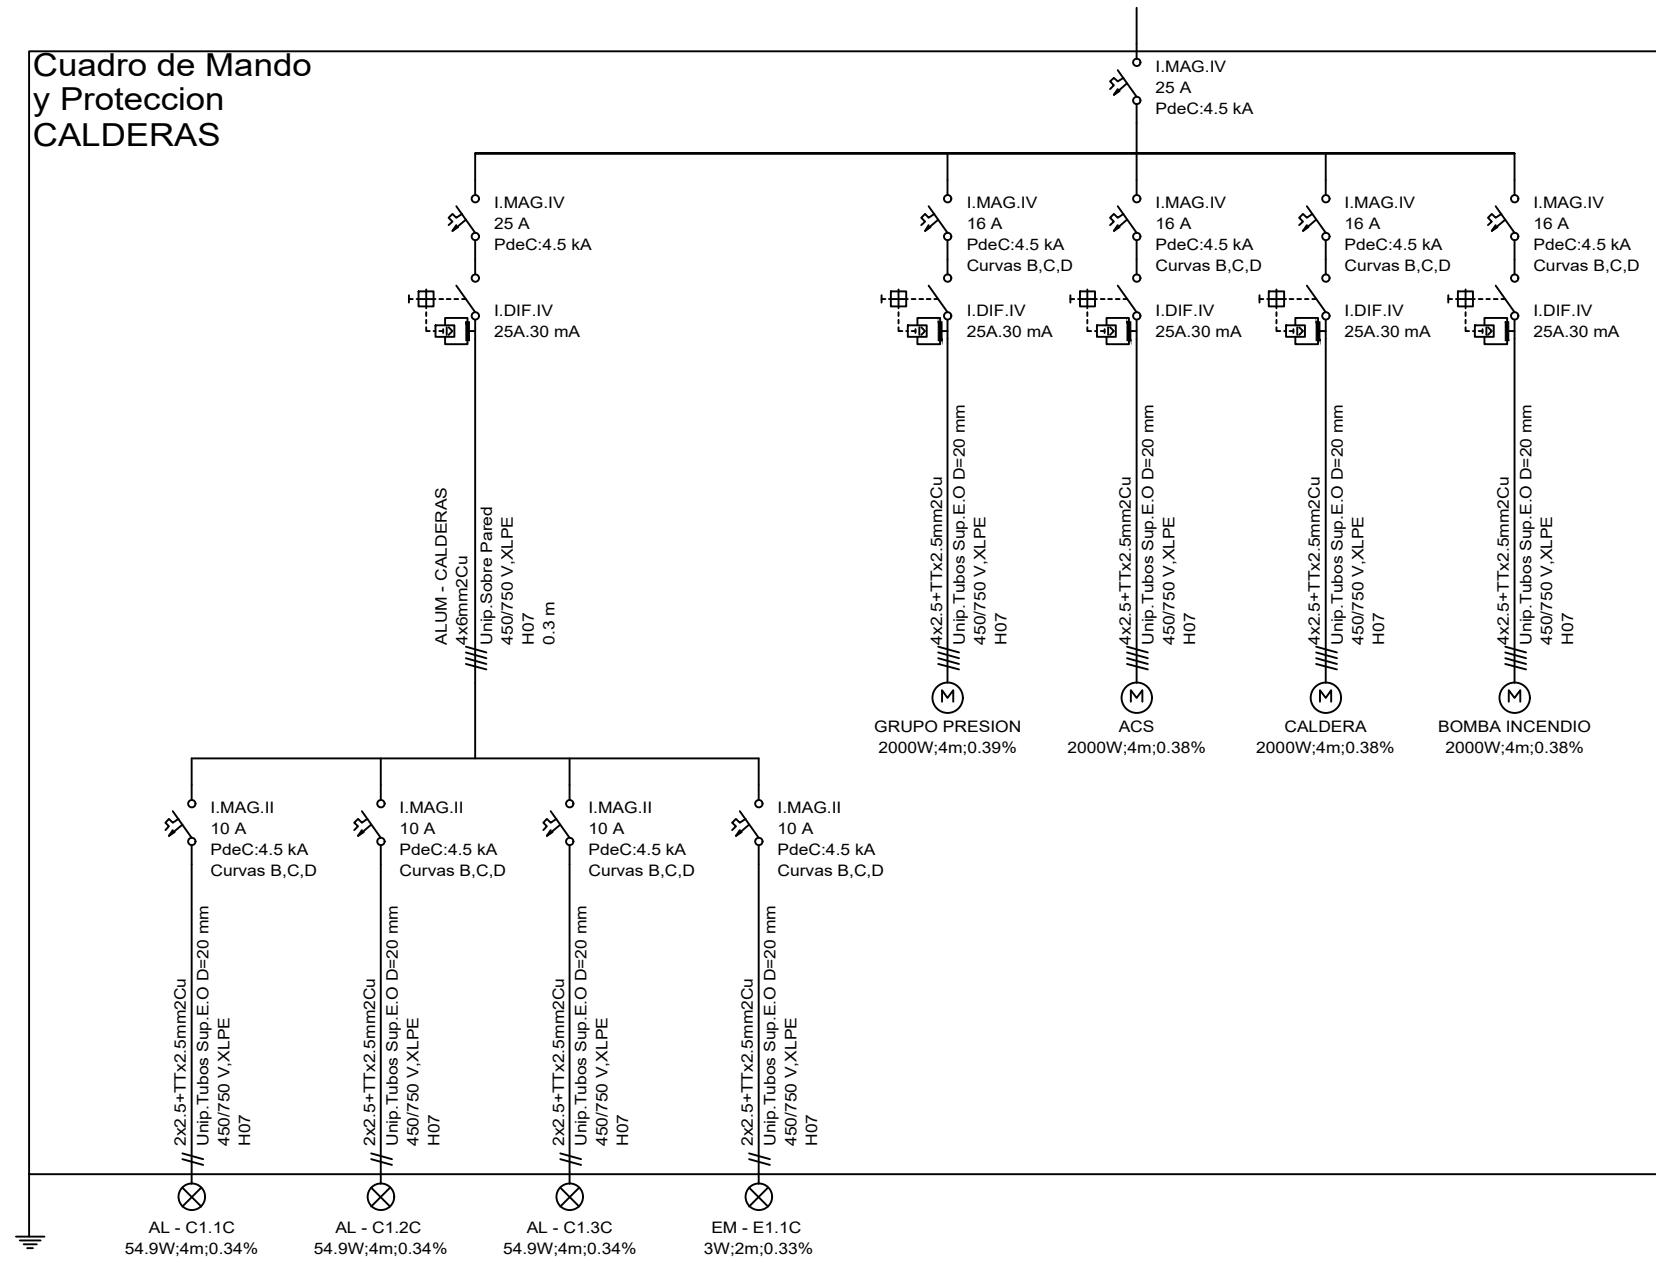 Cuadro de Mando
y Proteccion
CALDERAS
I.MAG.IV
25 A
PdeC:4.5 kA
I.MAG.IV
25 A
PdeC:4.5 kA
I.DIF.IV
25A.30 mA
I.MAG.IV
16 A
PdeC:4.5 kA
Curvas B,C,D
I.DIF.IV
25A.30 mA
I.MAG.IV
16 A
PdeC:4.5 kA
Curvas B,C,D
I.DIF.IV
25A.30 mA
I.MAG.IV
16 A
PdeC:4.5 kA
Curvas B,C,D
I.DIF.IV
25A.30 mA
I.MAG.IV
16 A
PdeC:4.5 kA
Curvas B,C,D
I.DIF.IV
25A.30 mA
ALUM - CALDERAS
4x6mm2Cu
Unip.Sobre Pared
450/750 V,XLPE
H07
0.3 m
4x2.5+TTx2.5mm2Cu
Unip.Tubos Sup.E.O D=20 mm
450/750 V,XLPE
H07
M
GRUPO PRESION
2000W;4m;0.39%
4x2.5+TTx2.5mm2Cu
Unip.Tubos Sup.E.O D=20 mm
450/750 V,XLPE
H07
M
ACS
2000W;4m;0.38%
4x2.5+TTx2.5mm2Cu
Unip.Tubos Sup.E.O D=20 mm
450/750 V,XLPE
H07
M
CALDERA
2000W;4m;0.38%
4x2.5+TTx2.5mm2Cu
Unip.Tubos Sup.E.O D=20 mm
450/750 V,XLPE
H07
M
BOMBA INCENDIO
2000W;4m;0.38%
I.MAG.II
10 A
PdeC:4.5 kA
Curvas B,C,D
2x2.5+TTx2.5mm2Cu
Unip.Tubos Sup.E.O D=20 mm
450/750 V,XLPE
H07
AL - C1.1C
54.9W;4m;0.34%
I.MAG.II
10 A
PdeC:4.5 kA
Curvas B,C,D
2x2.5+TTx2.5mm2Cu
Unip.Tubos Sup.E.O D=20 mm
450/750 V,XLPE
H07
AL - C1.2C
54.9W;4m;0.34%
I.MAG.II
10 A
PdeC:4.5 kA
Curvas B,C,D
2x2.5+TTx2.5mm2Cu
Unip.Tubos Sup.E.O D=20 mm
450/750 V,XLPE
H07
AL - C1.3C
54.9W;4m;0.34%
I.MAG.II
10 A
PdeC:4.5 kA
Curvas B,C,D
2x2.5+TTx2.5mm2Cu
Unip.Tubos Sup.E.O D=20 mm
450/750 V,XLPE
H07
EM - E1.1C
3W;2m;0.33%